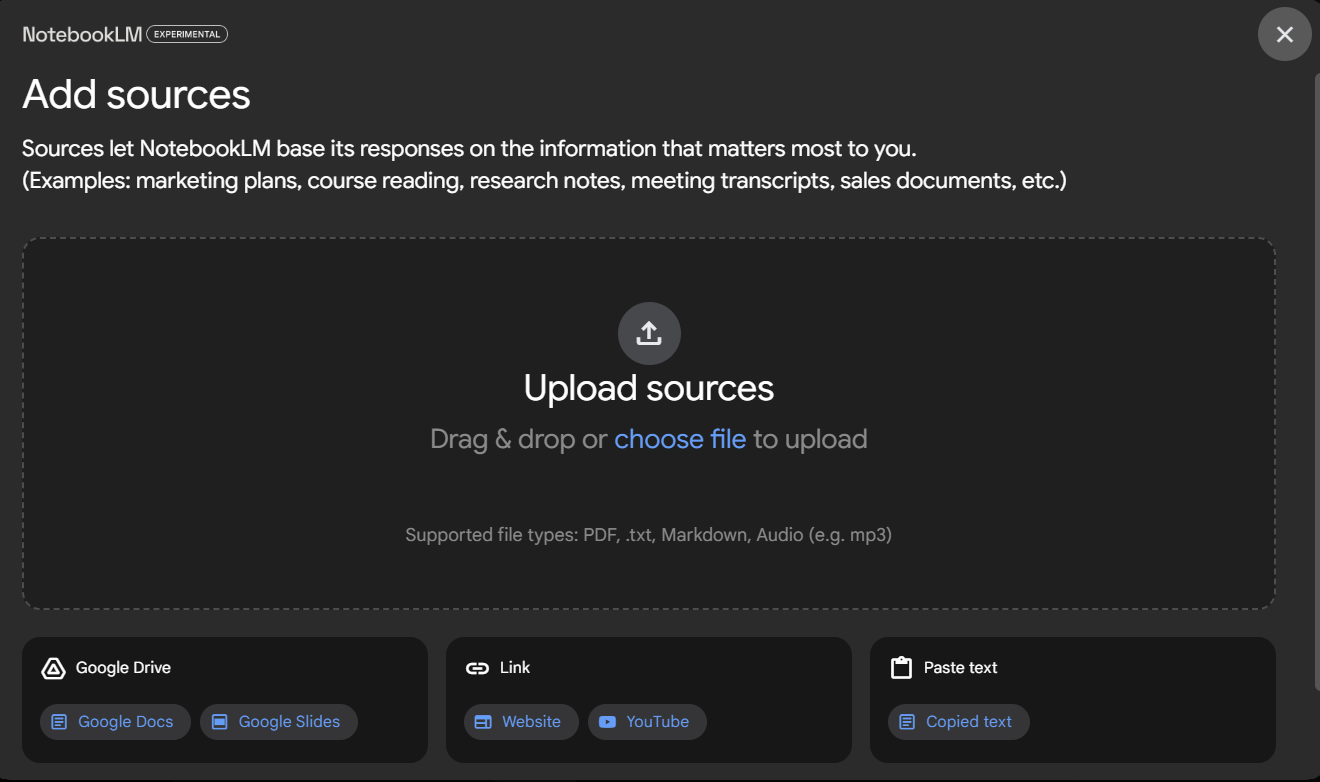 NotebookLM EXPERIMENTAL
Add sources
Sources let NotebookLM base its responses on the information that matters most to you.
(Examples: marketing plans, course reading, research notes, meeting transcripts, sales documents, etc.)
Upload sources
Drag & drop or choose file to upload
Supported file types: PDF, .txt, Markdown, Audio (e.g. mp3)
Google Drive
Google Docs Google Slides
Link
Website YouTube
Paste text
Copied text